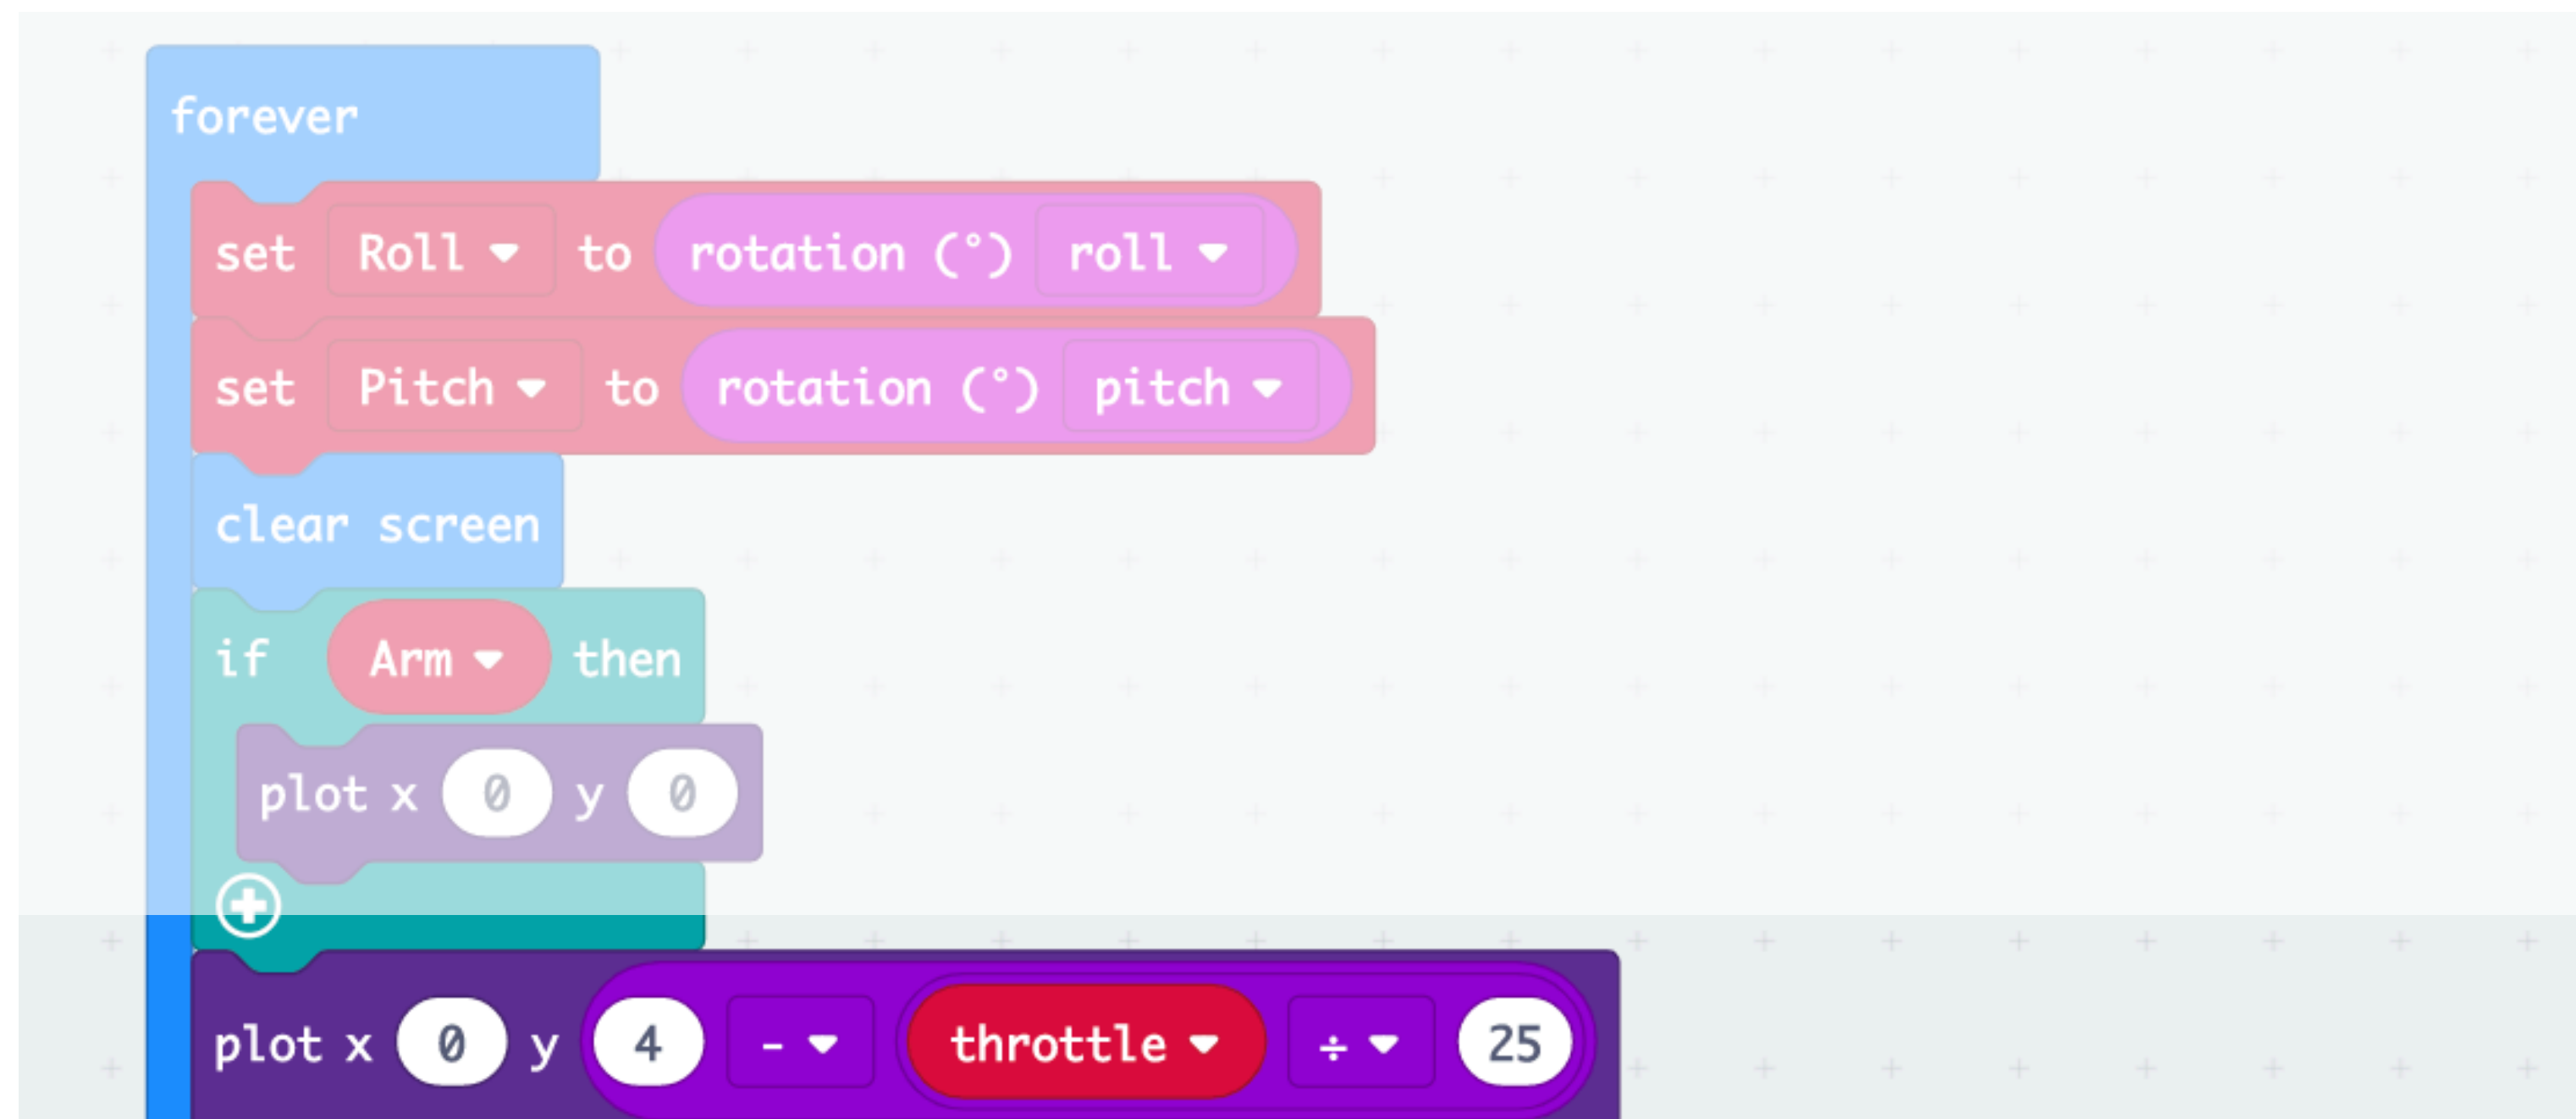 forever
set Roll to rotation (°) roll
set Pitch to rotation (°) pitch
clear screen
if Arm then
plot x 0 y 0
plot x 0 y 4 - throttle ÷ 25